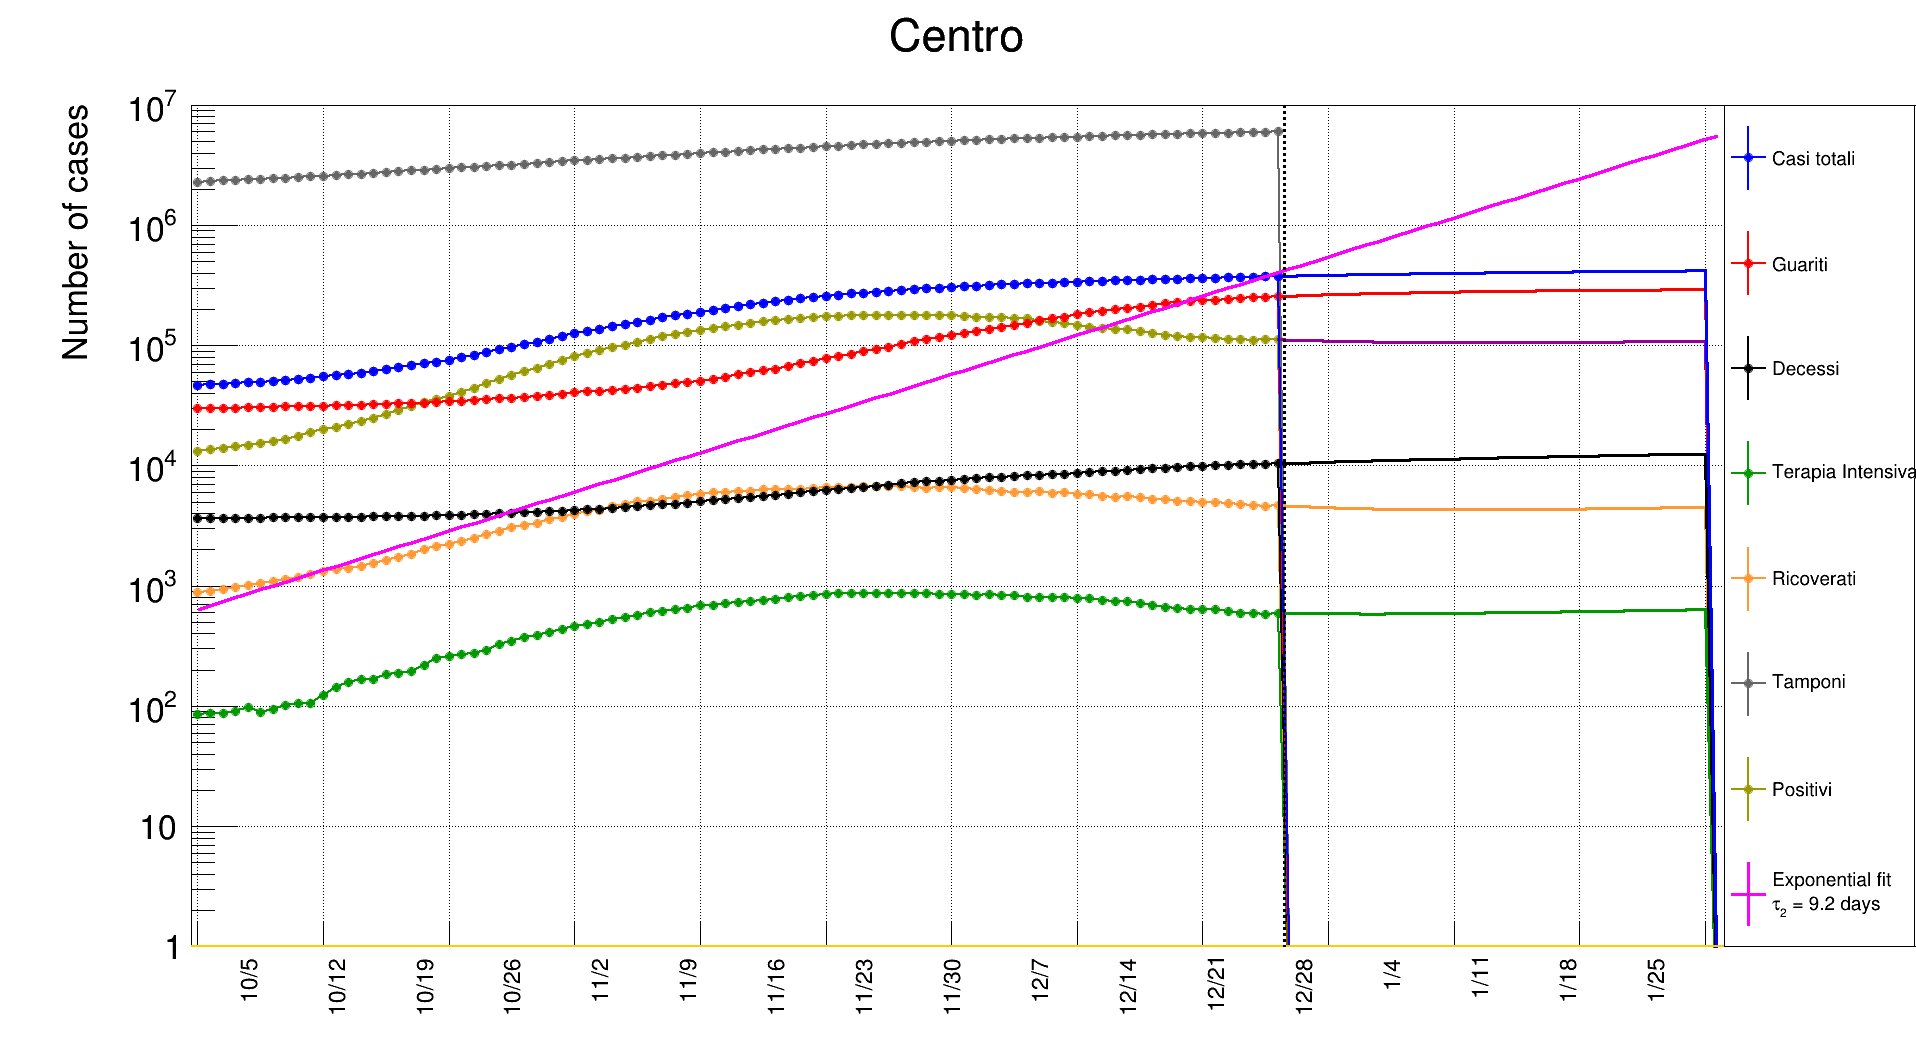 Centro
Number of cases
10^7
10^6
10^5
10^4
10^3
10^2
10
1
10/5 10/12 10/19 10/26 11/2 11/9 11/16 11/23 11/30 12/7 12/14 12/21 12/28 1/4 1/11 1/18 1/25
Casi totali
Guariti
Decessi
Terapia Intensiva
Ricoverati
Tamponi
Positivi
Exponential fit
τ₂ = 9.2 days